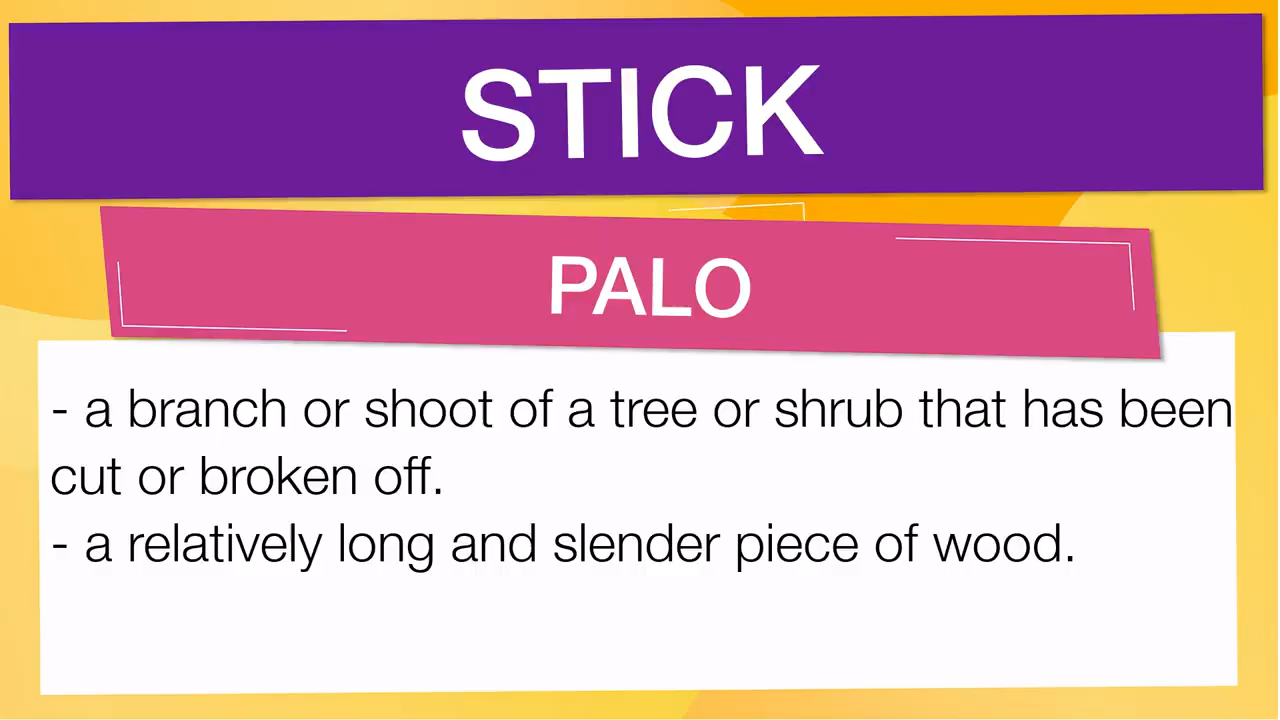 STICK
PALO
- a branch or shoot of a tree or shrub that has been
cut or broken off.
- a relatively long and slender piece of wood.